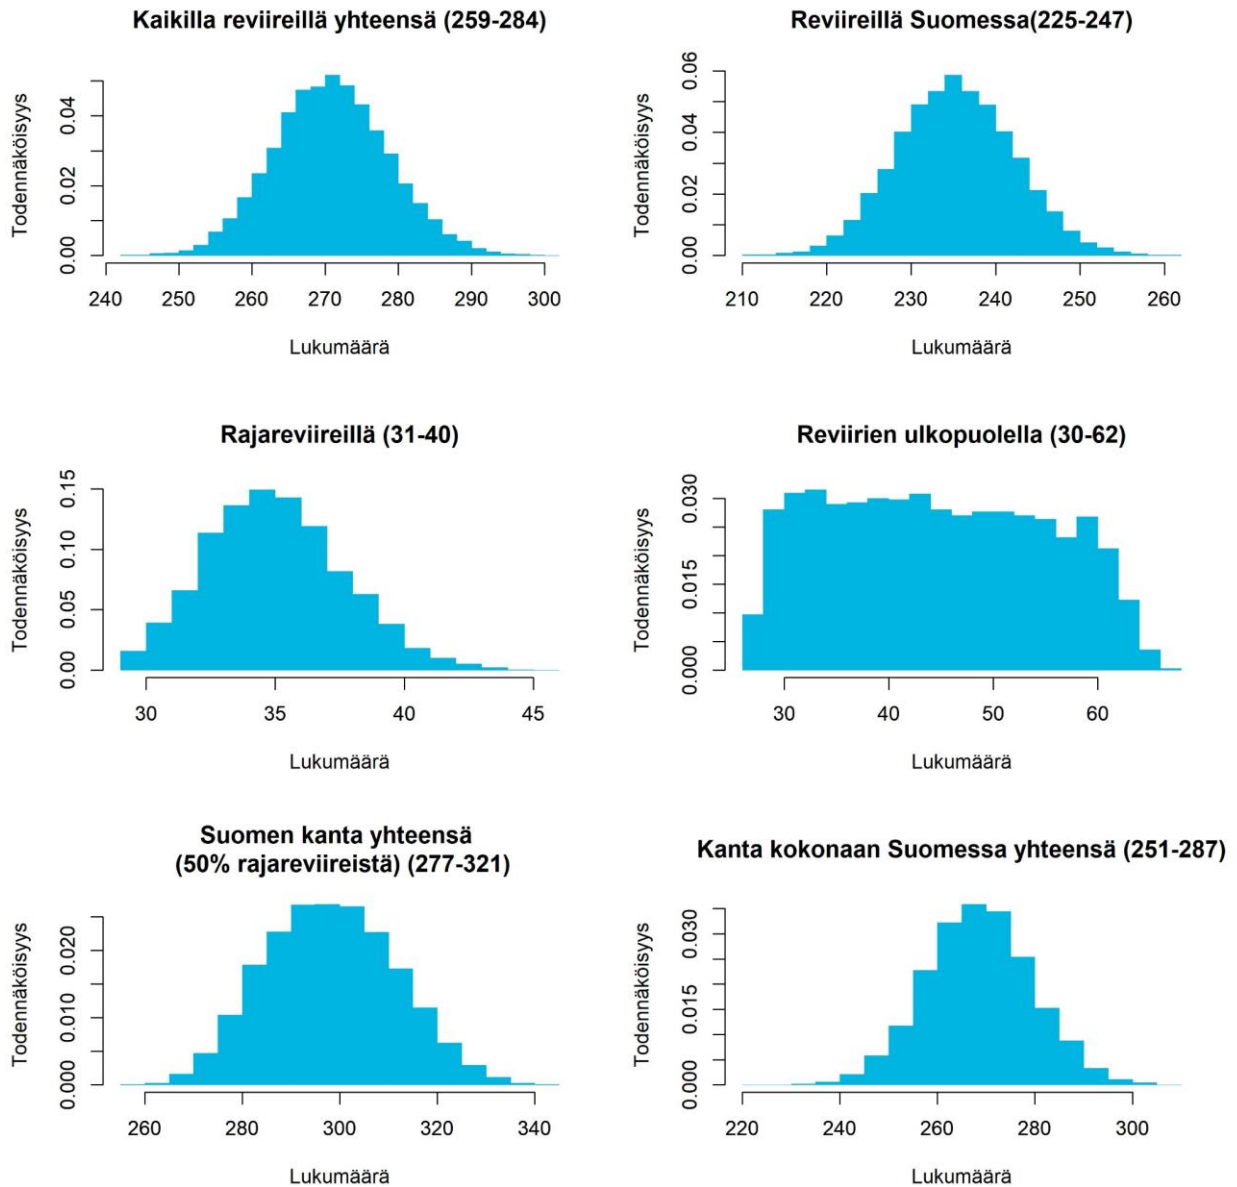 Kaikilla reviireillä yhteensä (259-284)
Todennäköisyys
0.00 0.02 0.04
240 250 260 270 280 290 300
Lukumäärä
Reviireillä Suomessa(225-247)
Todennäköisyys
0.00 0.02 0.04 0.06
210 220 230 240 250 260
Lukumäärä
Rajareviireillä (31-40)
Todennäköisyys
0.00 0.05 0.10 0.15
30 35 40 45
Lukumäärä
Reviirien ulkopuolella (30-62)
Todennäköisyys
0.000 0.015 0.030
30 40 50 60
Lukumäärä
Suomen kanta yhteensä
(50% rajareviireistä) (277-321)
Todennäköisyys
0.000 0.010 0.020
260 280 300 320 340
Lukumäärä
Kanta kokonaan Suomessa yhteensä (251-287)
Todennäköisyys
0.000 0.015 0.030
220 240 260 280 300
Lukumäärä